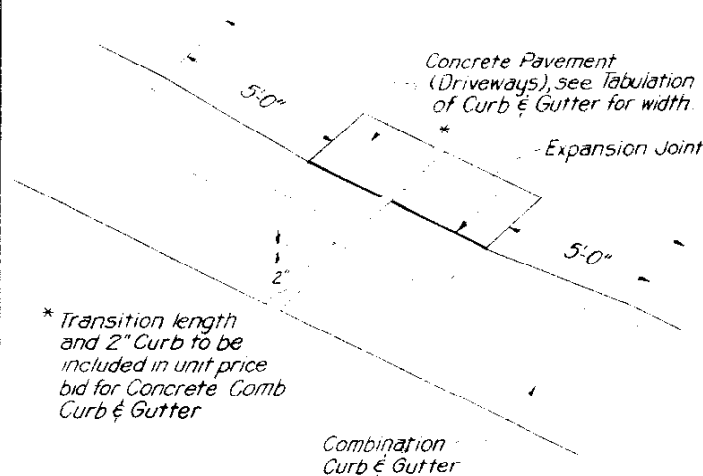 Concrete Pavement
(Driveways), see Tabulation
of Curb & Gutter for width.
*
Expansion Joint
5'-0"
5'-0"
2"
* Transition length
and 2" Curb to be
included in unit price
bid for Concrete Comb
Curb & Gutter
Combination
Curb & Gutter